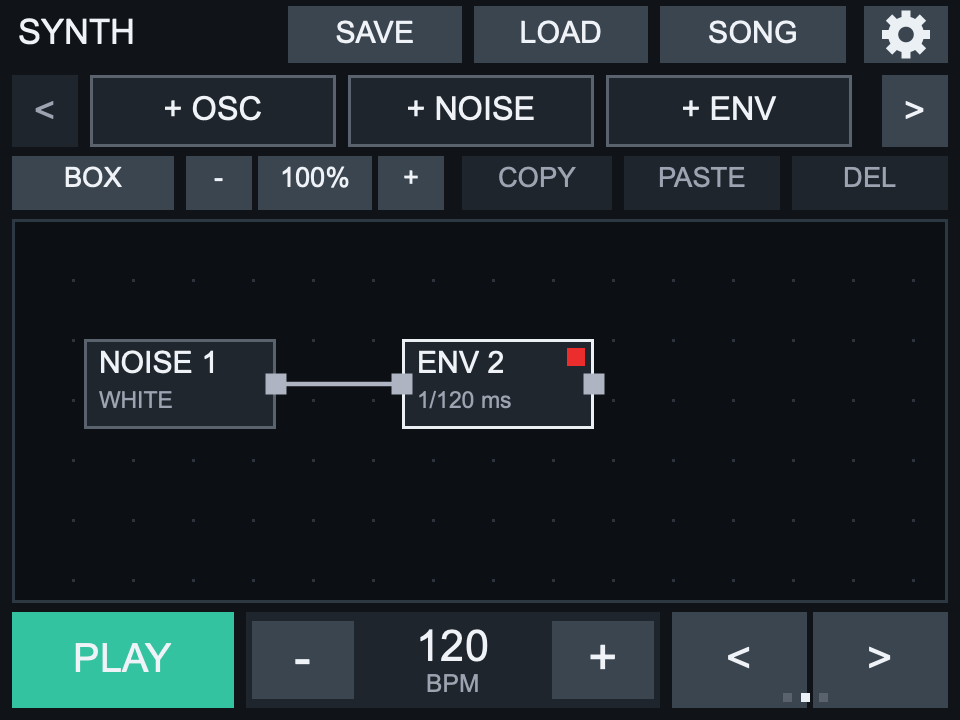 SYNTH SAVE LOAD SONG
< + OSC + NOISE + ENV >
BOX - 100% + COPY PASTE DEL
NOISE 1
WHITE
ENV 2
1/120 ms
PLAY - 120 + < >
BPM